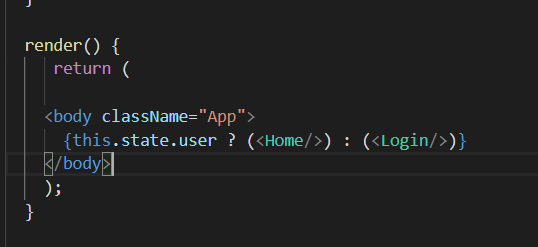 }
render() {
return (
<body className="App">
{this.state.user ? (<Home/>) : (<Login/>)}
</body>
);
}